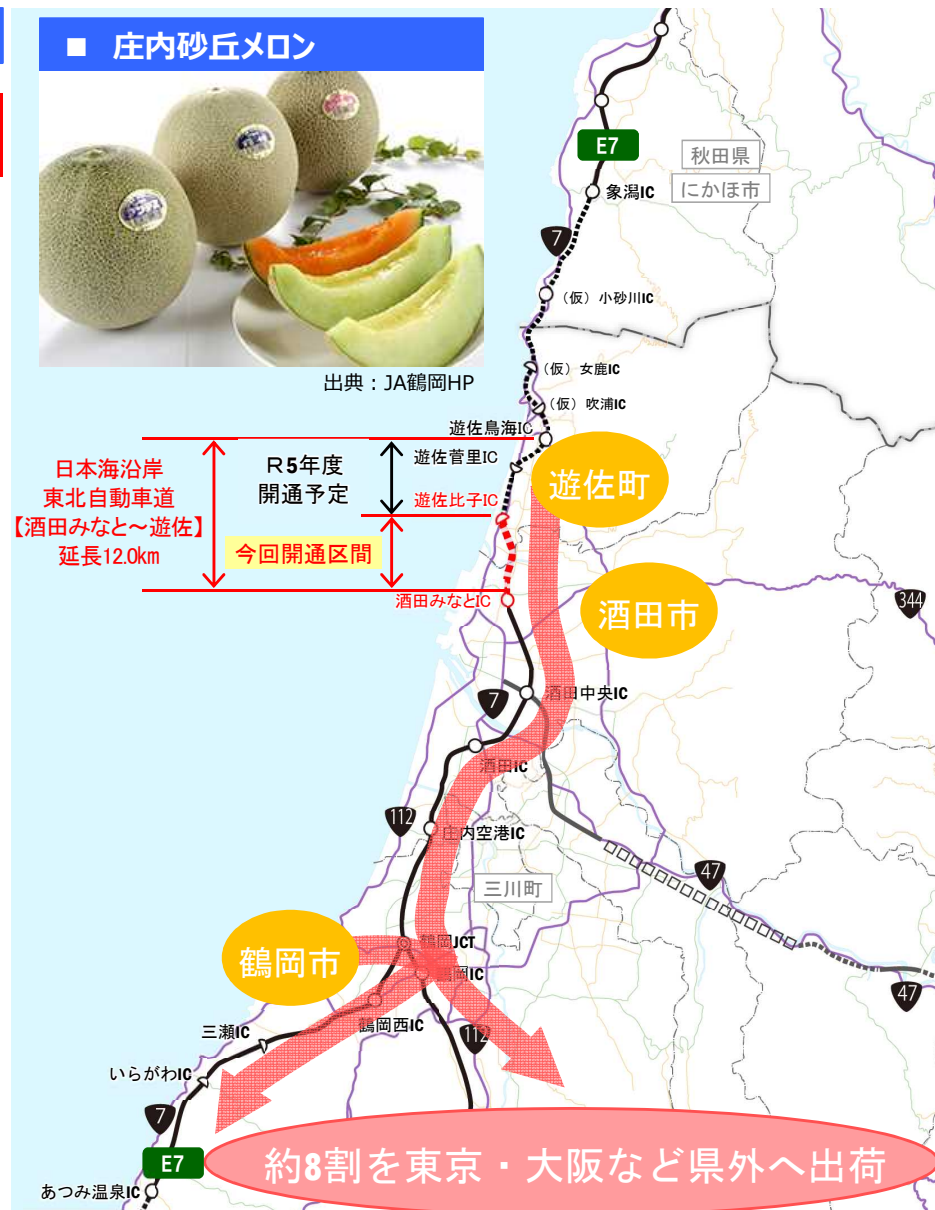 ■ 庄内砂丘メロン
出典：JA鶴岡HP
E7
秋田県
にかほ市
象潟IC
7
（仮）小砂川IC
（仮）女鹿IC
（仮）吹浦IC
遊佐鳥海IC
遊佐菅里IC
遊佐比子IC
酒田みなとIC
日本海沿岸
東北自動車道
【酒田みなと～遊佐】
延長12.0km
R5年度
開通予定
今回開通区間
遊佐町
酒田市
344
7
酒田中央IC
酒田IC
112
庄内空港IC
47
三川町
鶴岡市
鶴岡JCT
鶴岡IC
47
鶴岡西IC
112
三瀬IC
いらがわIC
7
E7
あつみ温泉IC
約8割を東京・大阪など県外へ出荷